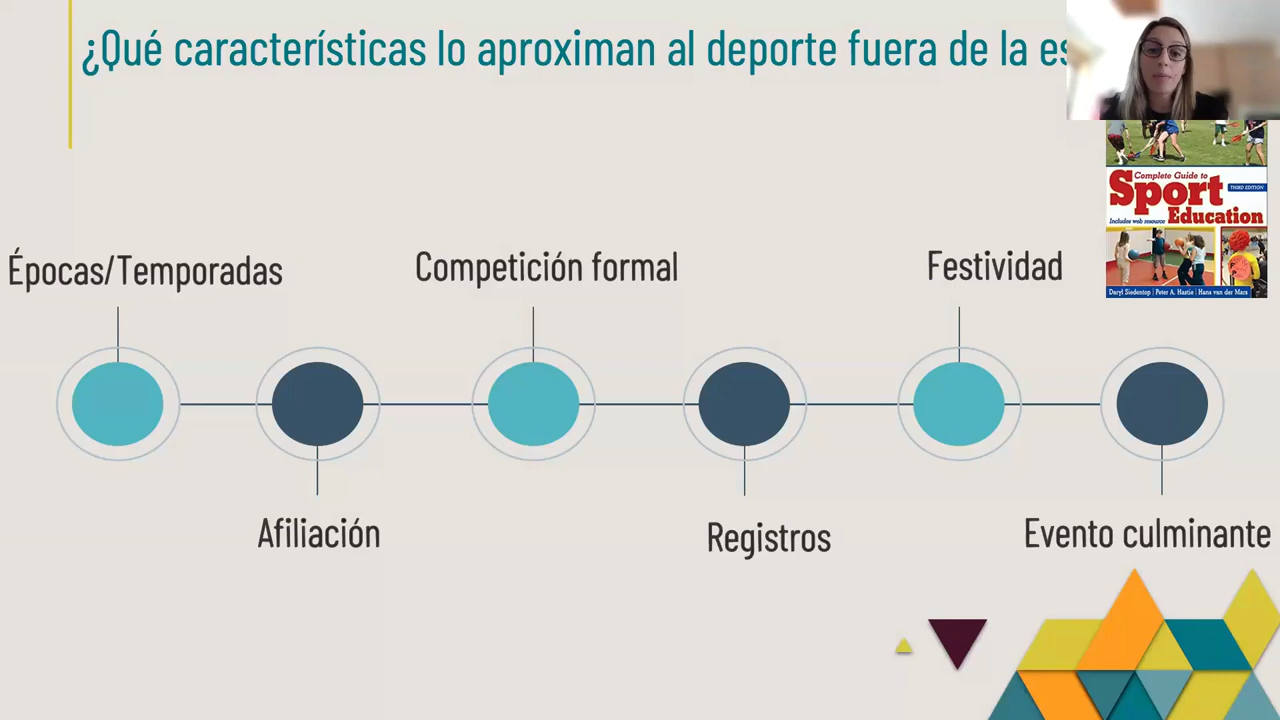 ¿Qué características lo aproximan al deporte fuera de la es
Complete Guide to
Sport
THIRD EDITION
Includes web resource
Education
Daryl Siedentop | Peter A. Hastie | Hans van der Mars
Épocas/Temporadas
Competición formal
Festividad
Afiliación
Registros
Evento culminante